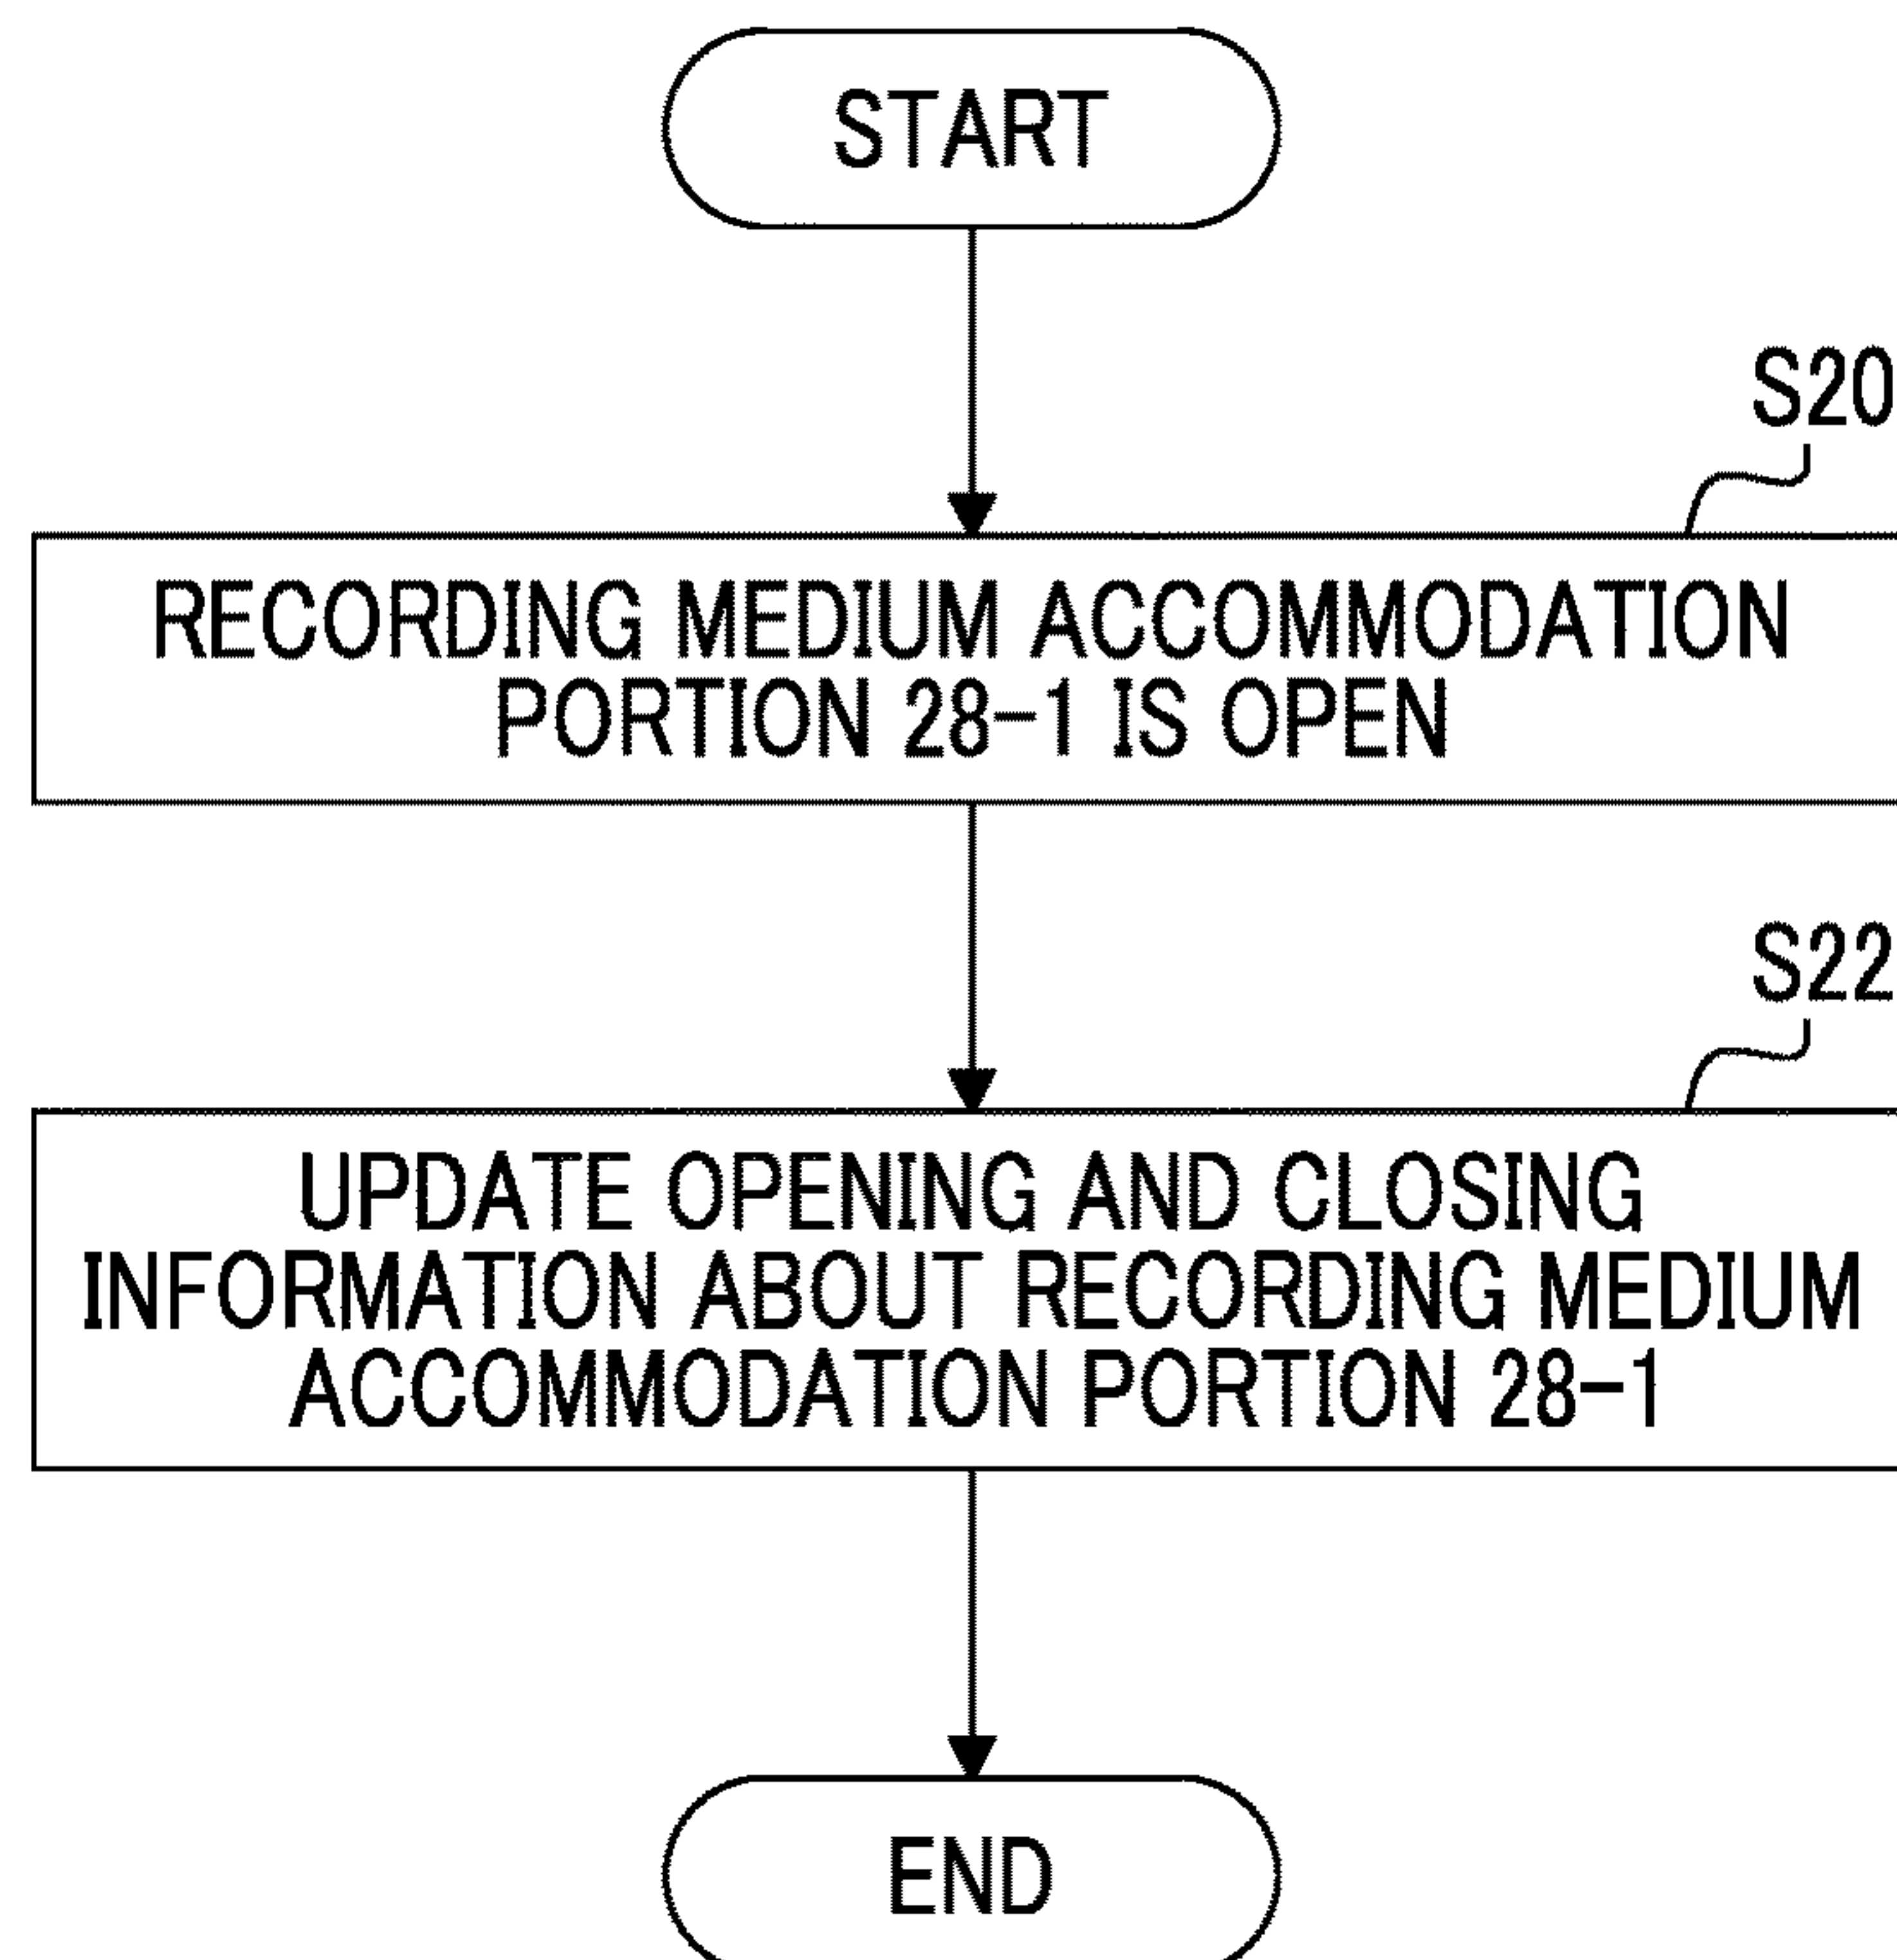 START
S20
RECORDING MEDIUM ACCOMMODATION
PORTION 28-1 IS OPEN
S22
UPDATE OPENING AND CLOSING
INFORMATION ABOUT RECORDING MEDIUM
ACCOMMODATION PORTION 28-1
END